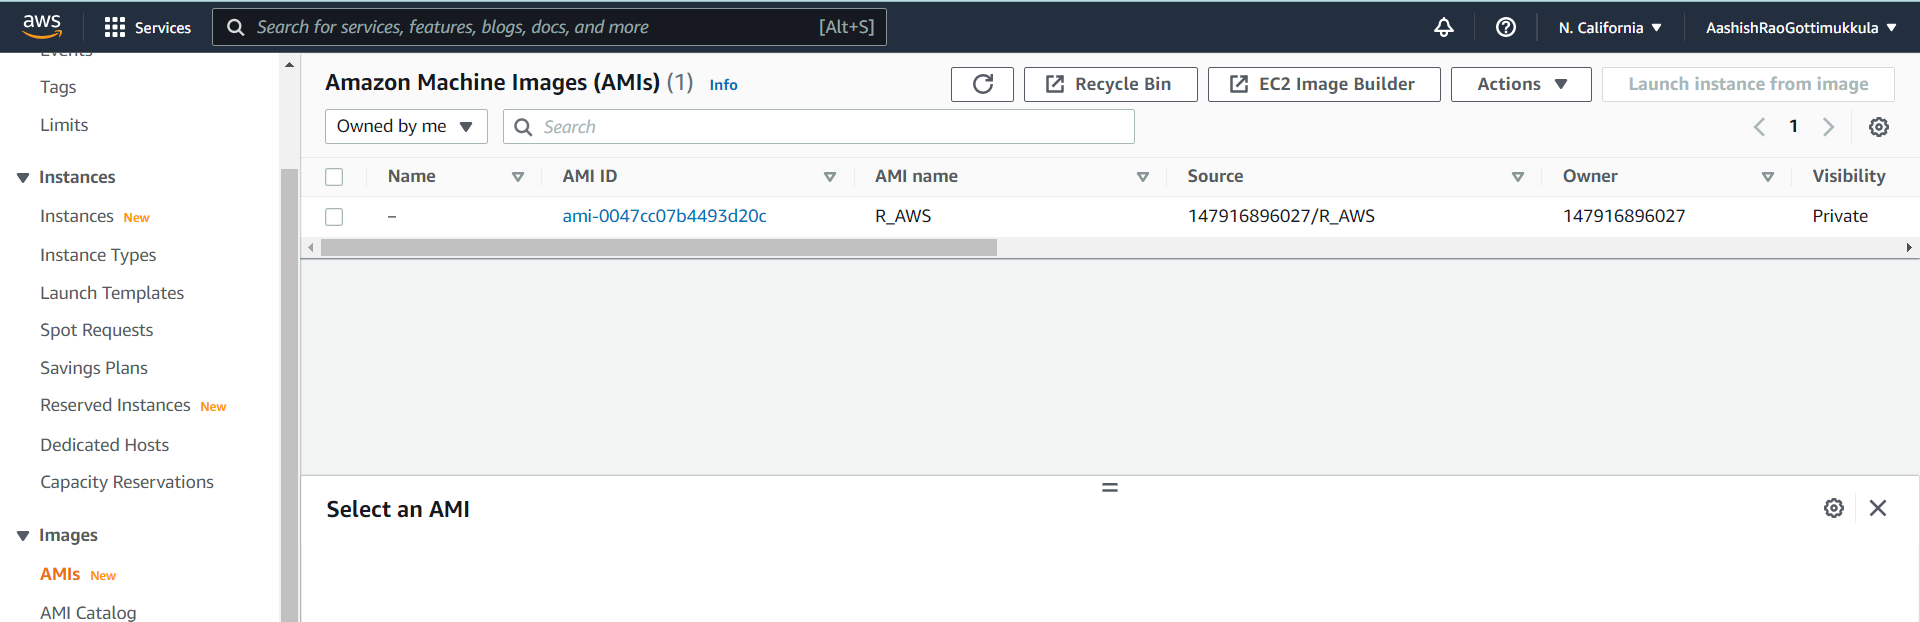 aws Services Search for services, features, blogs, docs, and more [Alt+S] N. California AashishRaoGottimukkula
Events
Tags
Limits
Instances
Instances New
Instance Types
Launch Templates
Spot Requests
Savings Plans
Reserved Instances New
Dedicated Hosts
Capacity Reservations
Images
AMIs New
AMI Catalog
Amazon Machine Images (AMIs) (1) Info Recycle Bin EC2 Image Builder Actions Launch instance from image
Owned by me Search 1
Name AMI ID AMI name Source Owner Visibility
– ami-0047cc07b4493d20c R_AWS 147916896027/R_AWS 147916896027 Private
Select an AMI